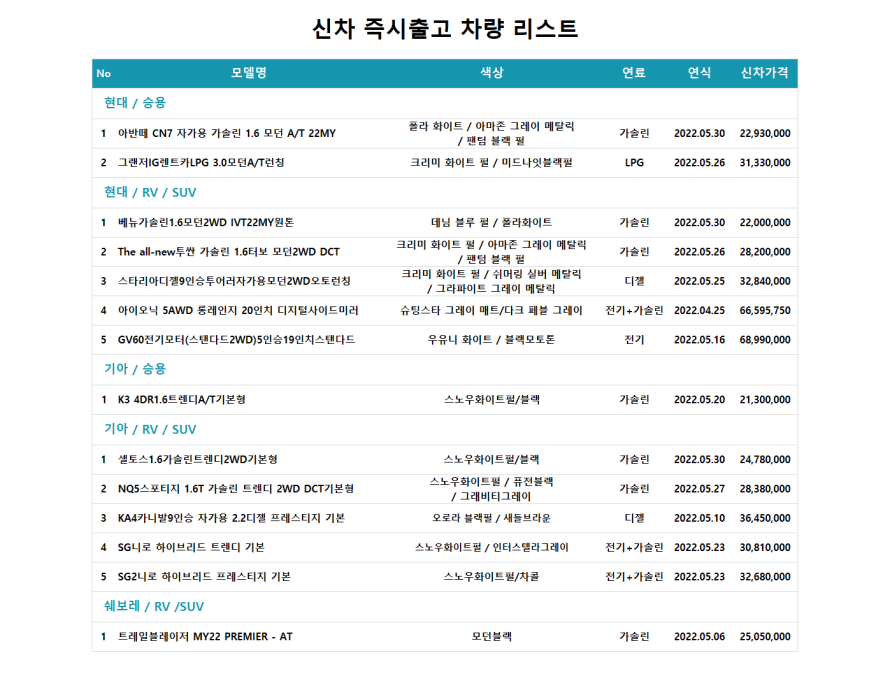 신차 즉시출고 차량 리스트
No 모델명 색상 연료 연식 신차가격
현대 / 승용
1 아반떼 CN7 자가용 가솔린 1.6 모던 A/T 22MY 폴라 화이트 / 아마존 그레이 메탈릭 / 팬텀 블랙 펄 가솔린 2022.05.30 22,930,000
2 그랜저IG렌트카LPG 3.0모던A/T런칭 크리미 화이트 펄 / 미드나잇블랙펄 LPG 2022.05.26 31,330,000
현대 / RV / SUV
1 베뉴가솔린1.6모던2WD IVT22MY원톤 데님 블루 펄 / 폴라화이트 가솔린 2022.05.30 22,000,000
2 The all-new투싼 가솔린 1.6터보 모던2WD DCT 크리미 화이트 펄 / 아마존 그레이 메탈릭 / 팬텀 블랙 펄 가솔린 2022.05.26 28,200,000
3 스타리아디젤9인승투어러자가용모던2WD오토런칭 크리미 화이트 펄 / 쉬머링 실버 메탈릭 / 그라파이트 그레이 메탈릭 디젤 2022.05.25 32,840,000
4 아이오닉 5AWD 롱레인지 20인치 디지털사이드미러 슈팅스타 그레이 매트/다크 페블 그레이 전기+가솔린 2022.04.25 66,595,750
5 GV60전기모터(스탠다드2WD)5인승19인치스탠다드 우유니 화이트 / 블랙모토톤 전기 2022.05.16 68,990,000
기아 / 승용
1 K3 4DR1.6트렌디A/T기본형 스노우화이트펄/블랙 가솔린 2022.05.20 21,300,000
기아 / RV / SUV
1 셀토스1.6가솔린트렌디2WD기본형 스노우화이트펄/블랙 가솔린 2022.05.30 24,780,000
2 NQ5스포티지 1.6T 가솔린 트렌디 2WD DCT기본형 스노우화이트펄 / 퓨전블랙 / 그래비티그레이 가솔린 2022.05.27 28,380,000
3 KA4카니발9인승 자가용 2.2디젤 프레스티지 기본 오로라 블랙펄 / 새들브라운 디젤 2022.05.10 36,450,000
4 SG니로 하이브리드 트렌디 기본 스노우화이트펄 / 인터스텔라그레이 전기+가솔린 2022.05.23 30,810,000
5 SG2니로 하이브리드 프레스티지 기본 스노우화이트펄/차콜 전기+가솔린 2022.05.23 32,680,000
쉐보레 / RV /SUV
1 트레일블레이저 MY22 PREMIER - AT 모던블랙 가솔린 2022.05.06 25,050,000